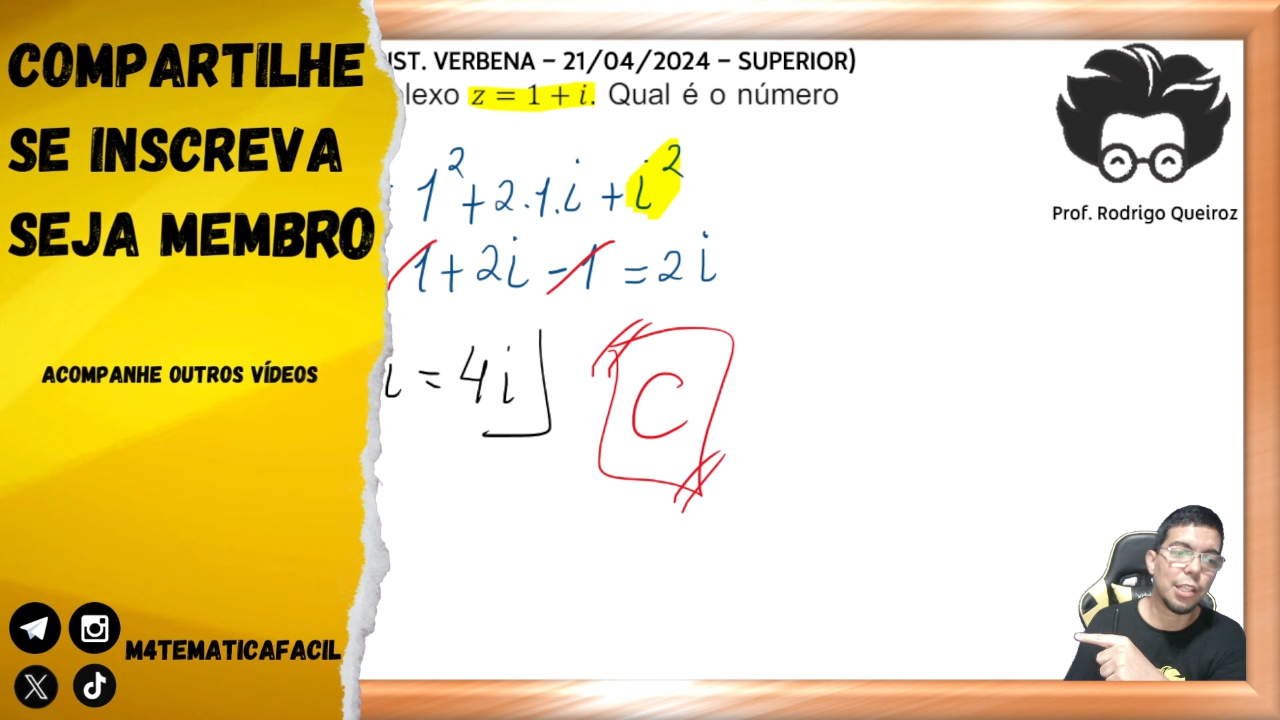 COMPARTILHE
SE INSCREVA
SEJA MEMBRO
ACOMPANHE OUTROS VÍDEOS
M4TEMATICAFACIL
ST. VERBENA – 21/04/2024 – SUPERIOR)
lexo z = 1 + i. Qual é o número
1² + 2.1.i + i²
1 + 2i - 1 = 2i
i = 4i
C
Prof. Rodrigo Queiroz